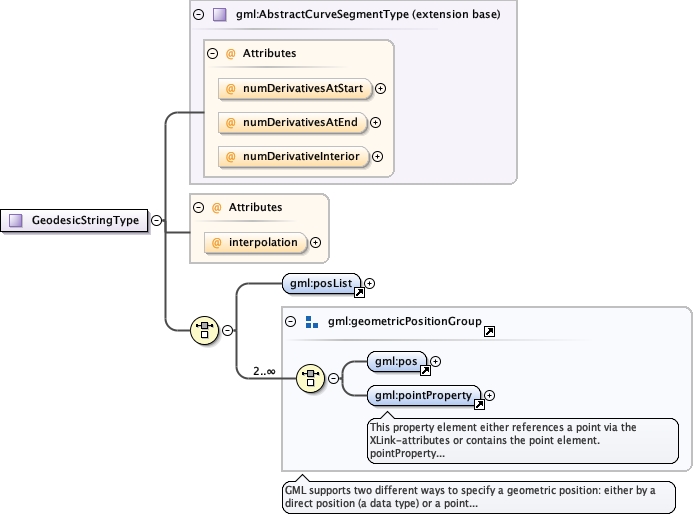 gml:AbstractCurveSegmentType (extension base)
@ Attributes
@ numDerivativesAtStart
@ numDerivativesAtEnd
@ numDerivativeInterior
GeodesicStringType
@ Attributes
@ interpolation
gml:posList
gml:geometricPositionGroup
2..∞
gml:pos
gml:pointProperty
This property element either references a point via the
XLink-attributes or contains the point element.
pointProperty...
GML supports two different ways to specify a geometric position: either by a
direct position (a data type) or a point...